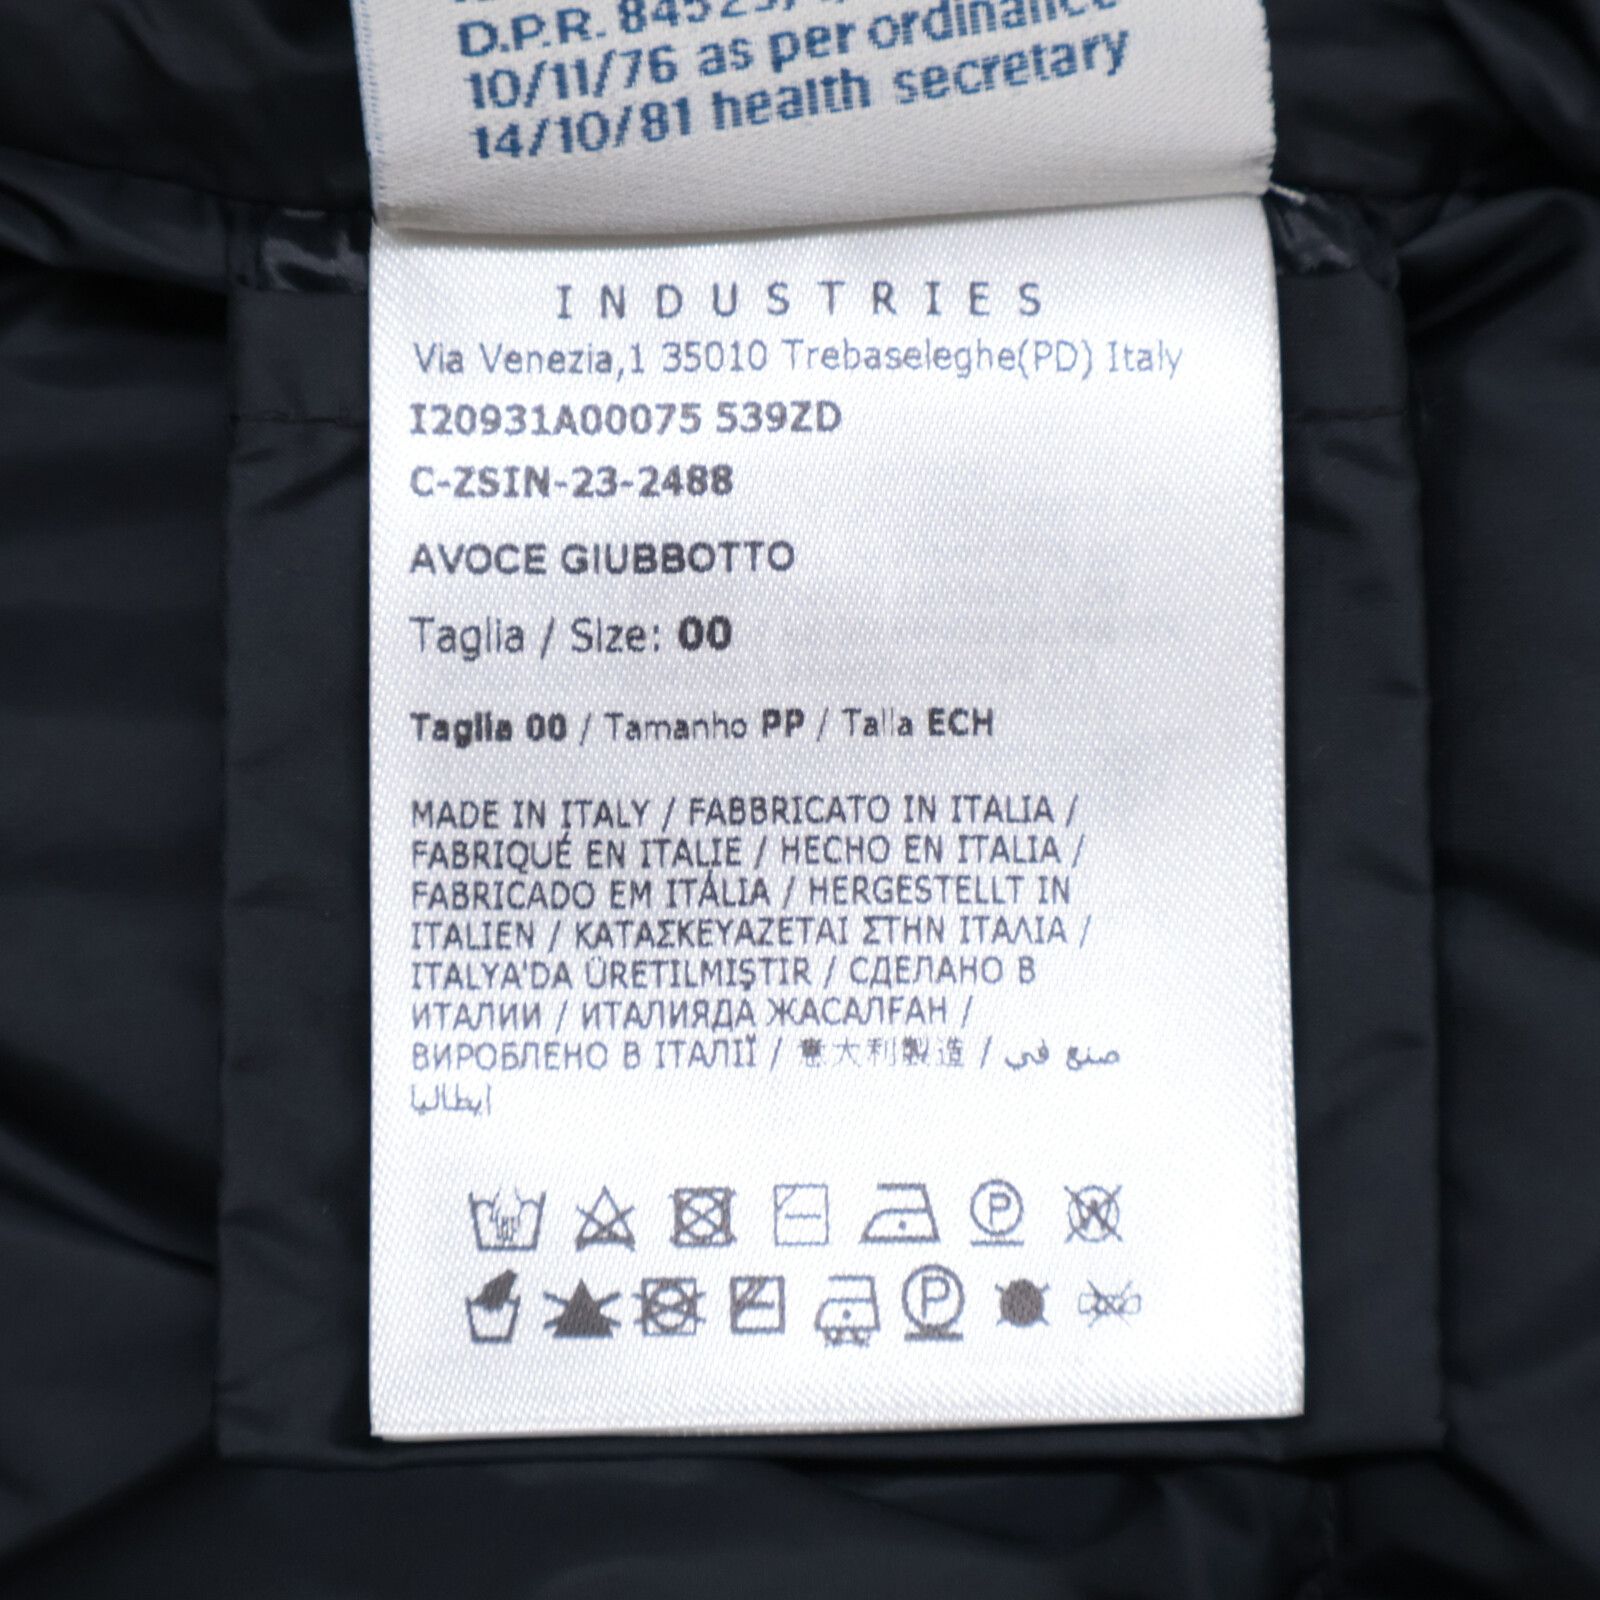 D.P.R.
10/11/76 as per ordinance
14/10/81 health secretary
INDUSTRIES
Via Venezia,1 35010 Trebaseleghe(PD) Italy
I20931A00075 539ZD
C-ZSIN-23-2488
AVOCE GIUBBOTTO
Taglia / Size: 00
Taglia 00 / Tamanho PP / Talla ECH
MADE IN ITALY / FABBRICATO IN ITALIA /
FABRIQUÉ EN ITALIE / HECHO EN ITALIA /
FABRICADO EM ITÁLIA / HERGESTELLT IN
ITALIEN / ΚΑΤΑΣΚΕΥΑΖΕΤΑΙ ΣΤΗΝ ΙΤΑΛΙΑ /
ITALYA'DA ÜRETILMIŞTIR / СДЕЛАНО В
ИТАЛИИ / ИТАЛИЯДА ЖАСАЛҒАН /
ВИРОБЛЕНО В ІТАЛІЇ / 意大利製造 / صنع في
إيطاليا
P W
P